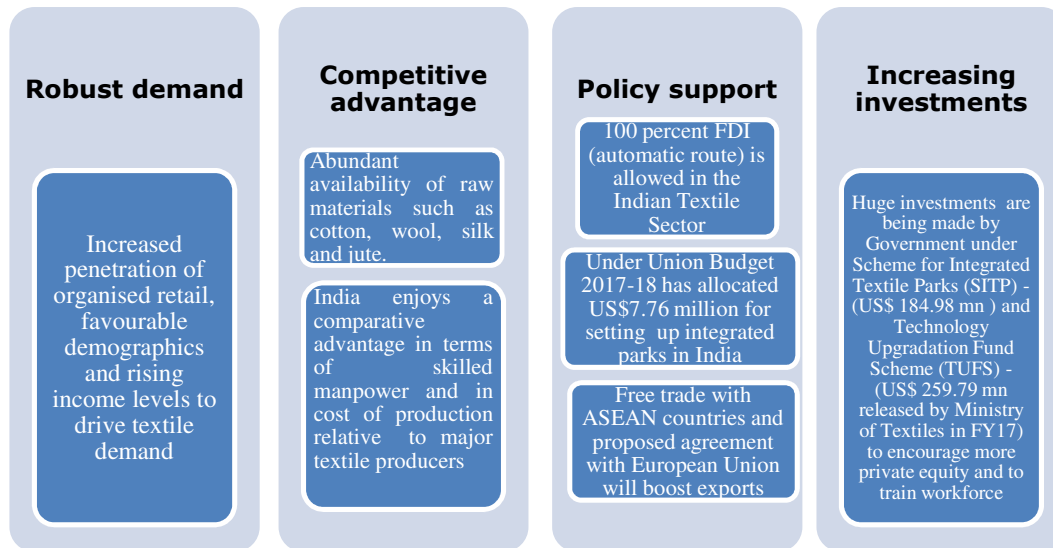 Robust demand
Increased
penetration of
organised retail,
favourable
demographics
and rising
income levels to
drive textile
demand
Competitive
advantage
Abundant
availability of raw
materials such as
cotton, wool, silk
and jute.
India enjoys a
comparative
advantage in terms
of skilled
manpower and in
cost of production
relative to major
textile producers
Policy support
100 percent FDI
(automatic route) is
allowed in the
Indian Textile
Sector
Under Union Budget
2017-18 has allocated
US$7.76 million for
setting up integrated
parks in India
Free trade with
ASEAN countries and
proposed agreement
with European Union
will boost exports
Increasing
investments
Huge investments are
being made by
Government under
Scheme for Integrated
Textile Parks (SITP) -
(US$ 184.98 mn ) and
Technology
Upgradation Fund
Scheme (TUFS) -
(US$ 259.79 mn
released by Ministry
of Textiles in FY17)
to encourage more
private equity and to
train workforce